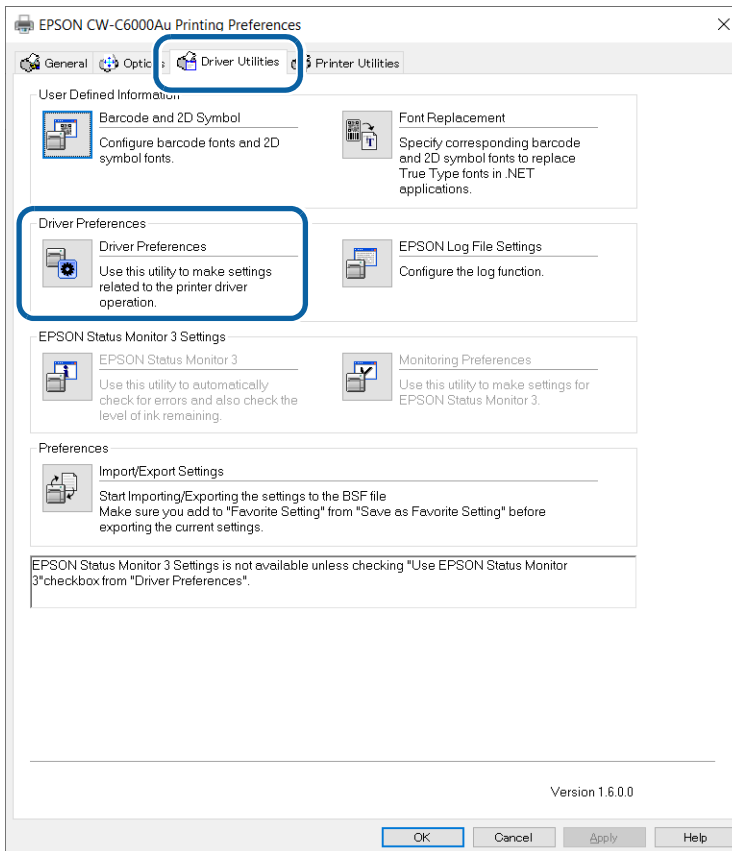 EPSON CW-C6000Au Printing Preferences
General
Driver Utilities
Printer Utilities
User Defined Information
Barcode and 2D Symbol
Configure barcode fonts and 2D
symbol fonts.
Font Replacement
Specify corresponding barcode
and 2D symbol fonts to replace
True Type fonts in .NET
applications.
Driver Preferences
Driver Preferences
Use this utility to make settings
related to the printer driver
operation.
EPSON Log File Settings
Configure the log function.
EPSON Status Monitor 3 Settings
EPSON Status Monitor 3
Use this utility to automatically
check for errors and also check the
level of ink remaining.
Monitoring Preferences
Use this utility to make settings for
EPSON Status Monitor 3.
Preferences
Import/Export Settings
Start Importing/Exporting the settings to the BSF file
Make sure you add to "Favorite Setting" from "Save as Favorite Setting" before
exporting the current settings.
EPSON Status Monitor 3 Settings is not available unless checking "Use EPSON Status Monitor
3"checkbox from "Driver Preferences".
Version 1.6.0.0
OK
Cancel
Apply
Help